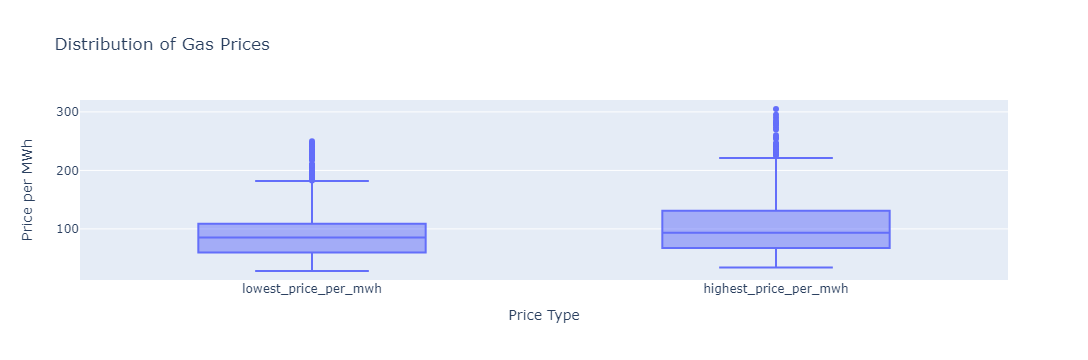 Distribution of Gas Prices
300
200
100
Price per MWh
lowest_price_per_mwh
highest_price_per_mwh
Price Type